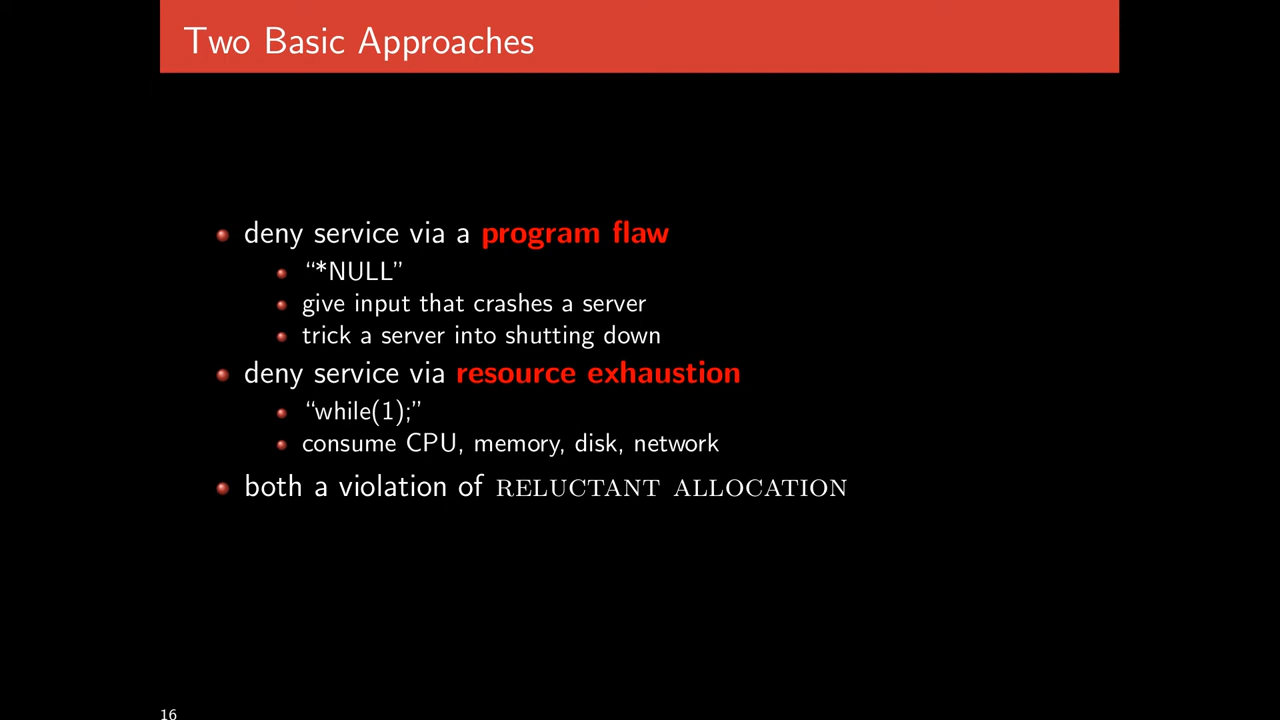 Two Basic Approaches
deny service via a program flaw
“*NULL”
give input that crashes a server
trick a server into shutting down
deny service via resource exhaustion
“while(1);”
consume CPU, memory, disk, network
both a violation of RELUCTANT ALLOCATION
16